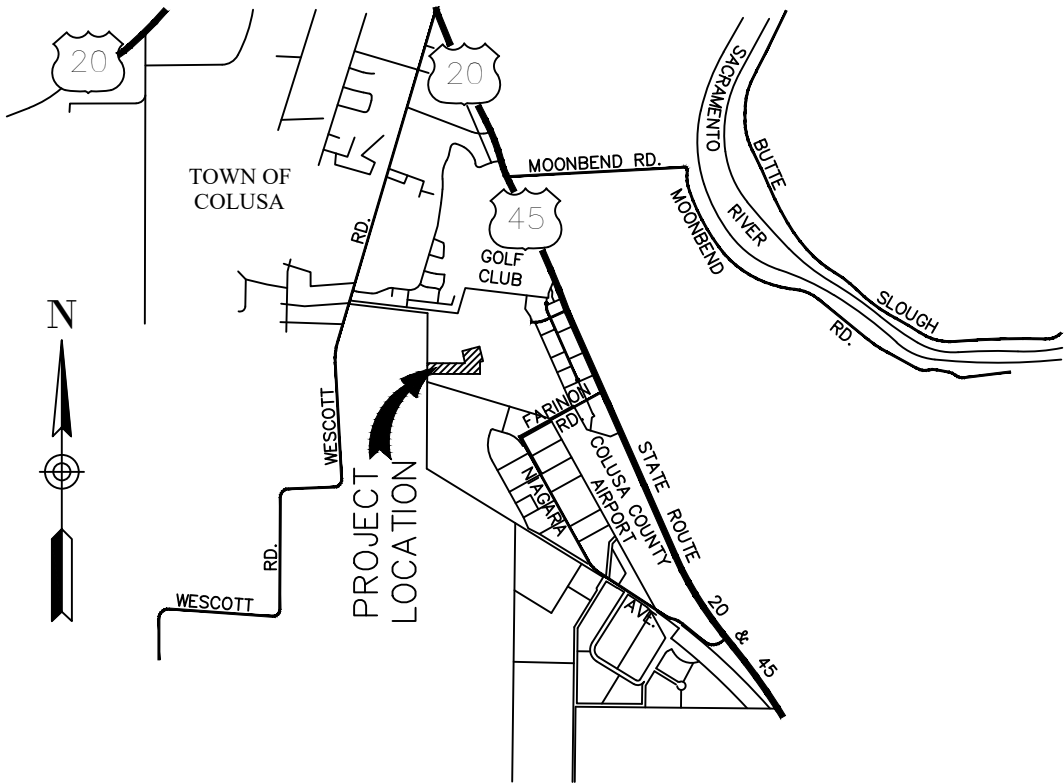 20
20
SACRAMENTO
RIVER
BUTTE
SLOUGH
MOONBEND RD.
MOONBEND
RD.
TOWN OF
COLUSA
RD.
45
GOLF
CLUB
N
WESCOTT
RD.
WESCOTT
PROJECT
LOCATION
FARINON
RD.
NIAGARA
AVE.
COLUSA COUNTY
AIRPORT
STATE ROUTE
20 & 45